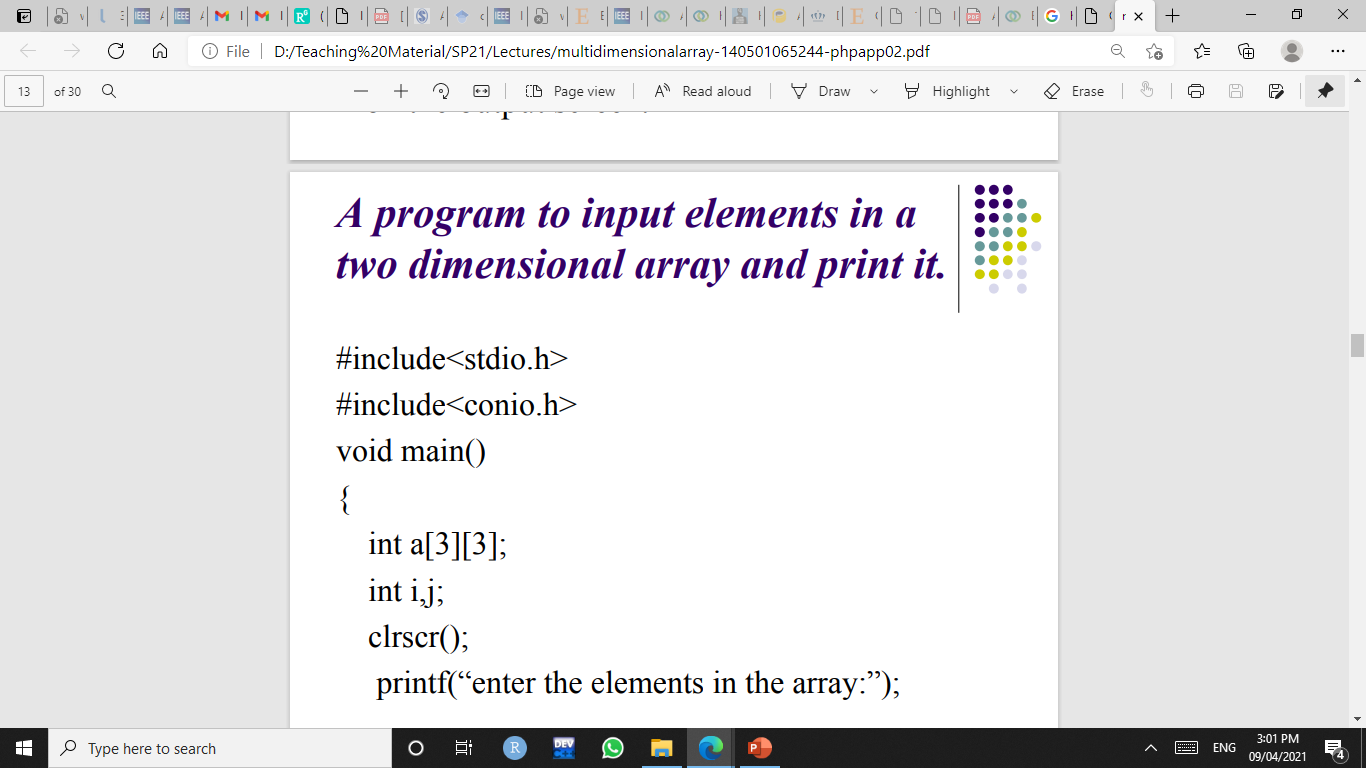 File
D:/Teaching%20Material/SP21/Lectures/multidimensionalarray-140501065244-phpapp02.pdf
13 of 30
Page view
Read aloud
Draw
Highlight
Erase
A program to input elements in a
two dimensional array and print it.
#include<stdio.h>
#include<conio.h>
void main()
{
int a[3][3];
int i,j;
clrscr();
printf(“enter the elements in the array:”);
Type here to search
R
DEV
P
ENG
3:01 PM
09/04/2021
4